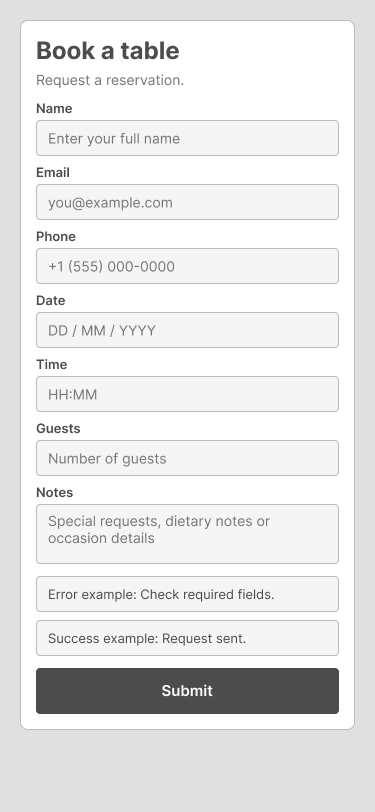 Book a table
Request a reservation.
Name
Enter your full name
Email
you@example.com
Phone
+1 (555) 000-0000
Date
DD / MM / YYYY
Time
HH:MM
Guests
Number of guests
Notes
Special requests, dietary notes or
occasion details
Error example: Check required fields.
Success example: Request sent.
Submit